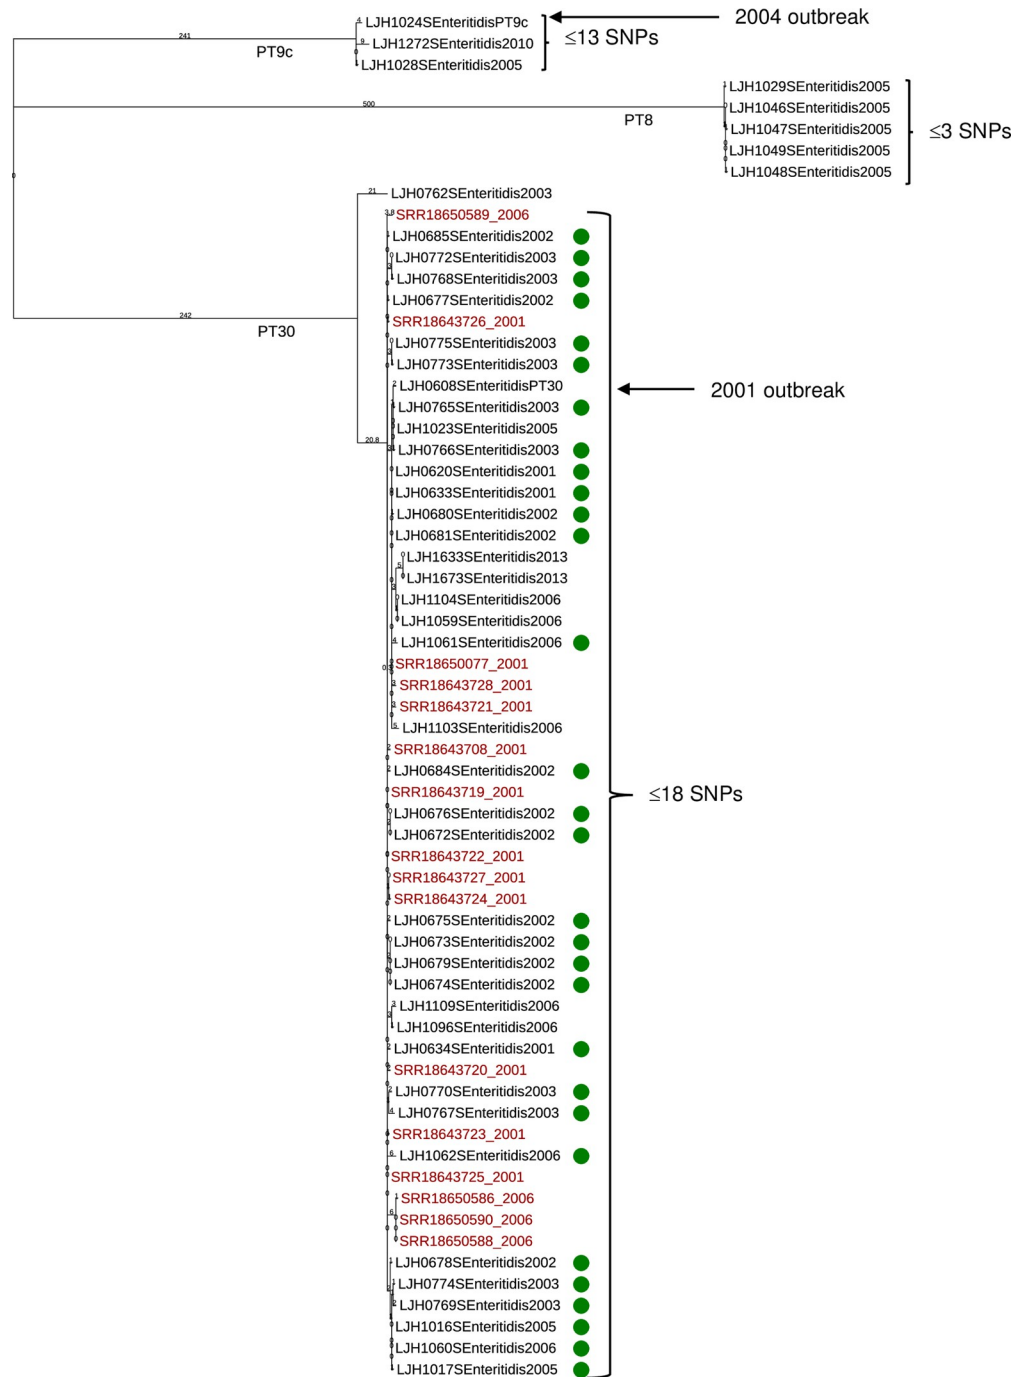 LJH1024SEnteritidisPT9c
2004 outbreak
241
LJH1272SEnteritidis2010
≤13 SNPs
PT9c
LJH1028SEnteritidis2005
LJH1029SEnteritidis2005
500
LJH1046SEnteritidis2005
PT8
LJH1047SEnteritidis2005
≤3 SNPs
LJH1049SEnteritidis2005
LJH1048SEnteritidis2005
21
LJH0762SEnteritidis2003
SRR18650589_2006
LJH0685SEnteritidis2002
LJH0772SEnteritidis2003
LJH0768SEnteritidis2003
LJH0677SEnteritidis2002
242
SRR18643726_2001
PT30
LJH0775SEnteritidis2003
LJH0773SEnteritidis2003
LJH0608SEnteritidisPT30
2001 outbreak
LJH0765SEnteritidis2003
LJH1023SEnteritidis2005
20.8
LJH0766SEnteritidis2003
LJH0620SEnteritidis2001
LJH0633SEnteritidis2001
LJH0680SEnteritidis2002
LJH0681SEnteritidis2002
LJH1633SEnteritidis2013
LJH1673SEnteritidis2013
LJH1104SEnteritidis2006
LJH1059SEnteritidis2006
LJH1061SEnteritidis2006
SRR18650077_2001
SRR18643728_2001
SRR18643721_2001
LJH1103SEnteritidis2006
SRR18643708_2001
LJH0684SEnteritidis2002
SRR18643719_2001
≤18 SNPs
LJH0676SEnteritidis2002
LJH0672SEnteritidis2002
SRR18643722_2001
SRR18643727_2001
SRR18643724_2001
LJH0675SEnteritidis2002
LJH0673SEnteritidis2002
LJH0679SEnteritidis2002
LJH0674SEnteritidis2002
LJH1109SEnteritidis2006
LJH1096SEnteritidis2006
LJH0634SEnteritidis2001
SRR18643720_2001
LJH0770SEnteritidis2003
LJH0767SEnteritidis2003
SRR18643723_2001
LJH1062SEnteritidis2006
SRR18643725_2001
SRR18650586_2006
SRR18650590_2006
SRR18650588_2006
LJH0678SEnteritidis2002
LJH0774SEnteritidis2003
LJH0769SEnteritidis2003
LJH1016SEnteritidis2005
LJH1060SEnteritidis2006
LJH1017SEnteritidis2005